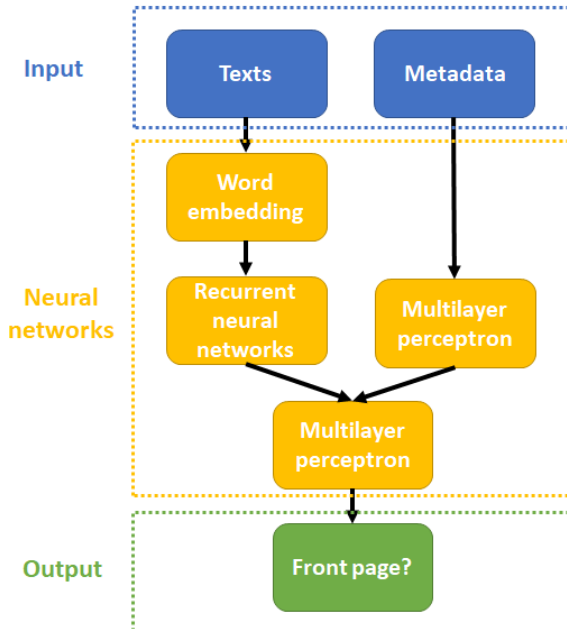 Input
Texts
Metadata
Word
embedding
Neural
networks
Recurrent
neural
networks
Multilayer
perceptron
Multilayer
perceptron
Output
Front page?